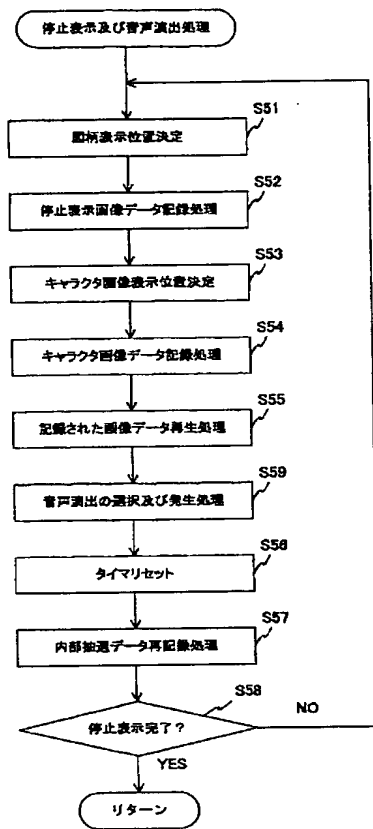 停止表示及び音声演出処理
S51
図柄表示位置決定
S52
停止表示画像データ記録処理
S53
キャラクタ画像表示位置決定
S54
キャラクタ画像データ記録処理
S55
記録された画像データ再生処理
S59
音声演出の選択及び発生処理
S56
タイマリセット
S57
内部抽選データ再記録処理
S58
停止表示完了?
NO
YES
リターン